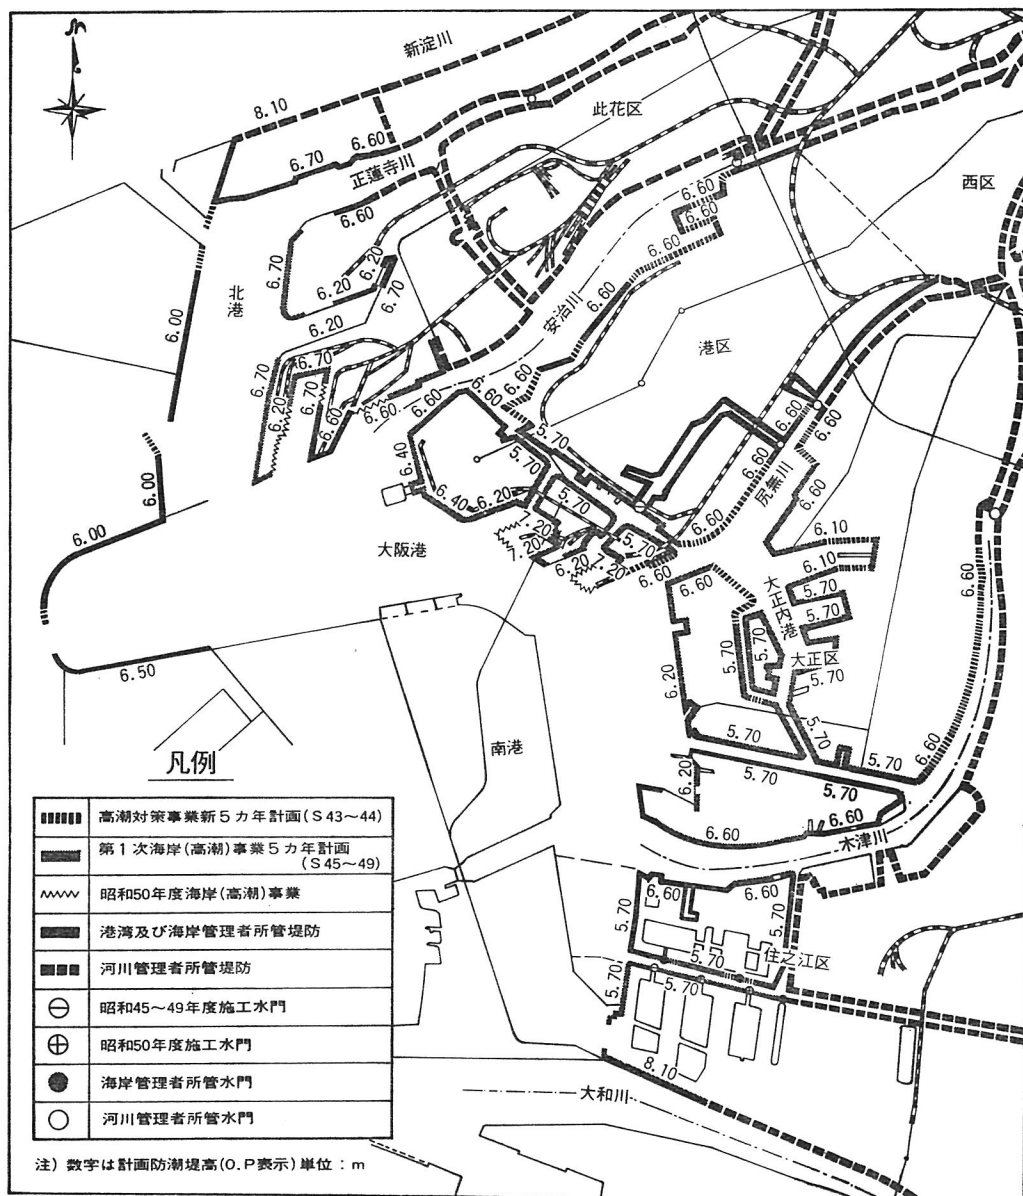 新淀川
8.10
此花区
6.70
6.60
正蓮寺川
6.60
6.60
6.60
6.60
西区
6.70
6.20
6.20
6.70
6.20
北港
6.00
安治川
6.60
港区
6.70
6.70
6.70
6.20
6.60
6.60
6.60
6.60
6.60
5.70
6.60
6.60
6.60
尻無川
6.40
5.70
6.40
6.20
5.70
6.00
6.60
6.60
6.00
大阪港
7.20
7.20
6.20
7.20
5.70
6.60
6.10
6.10
6.60
5.70
5.70
大正内港
6.60
5.70
5.70
大正区
5.70
6.20
6.50
南港
5.70
5.70
5.70
6.60
6.20
5.70
5.70
6.60
6.60
木津川
6.60
6.60
5.70
5.70
住之江区
5.70
5.70
5.70
8.10
大和川
凡例
高潮対策事業新5カ年計画(S43~44)
第1次海岸(高潮)事業5カ年計画
(S45~49)
昭和50年度海岸(高潮)事業
港湾及び海岸管理者所管堤防
河川管理者所管堤防
昭和45~49年度施工水門
昭和50年度施工水門
海岸管理者所管水門
河川管理者所管水門
注) 数字は計画防潮堤高(O.P表示)単位:m